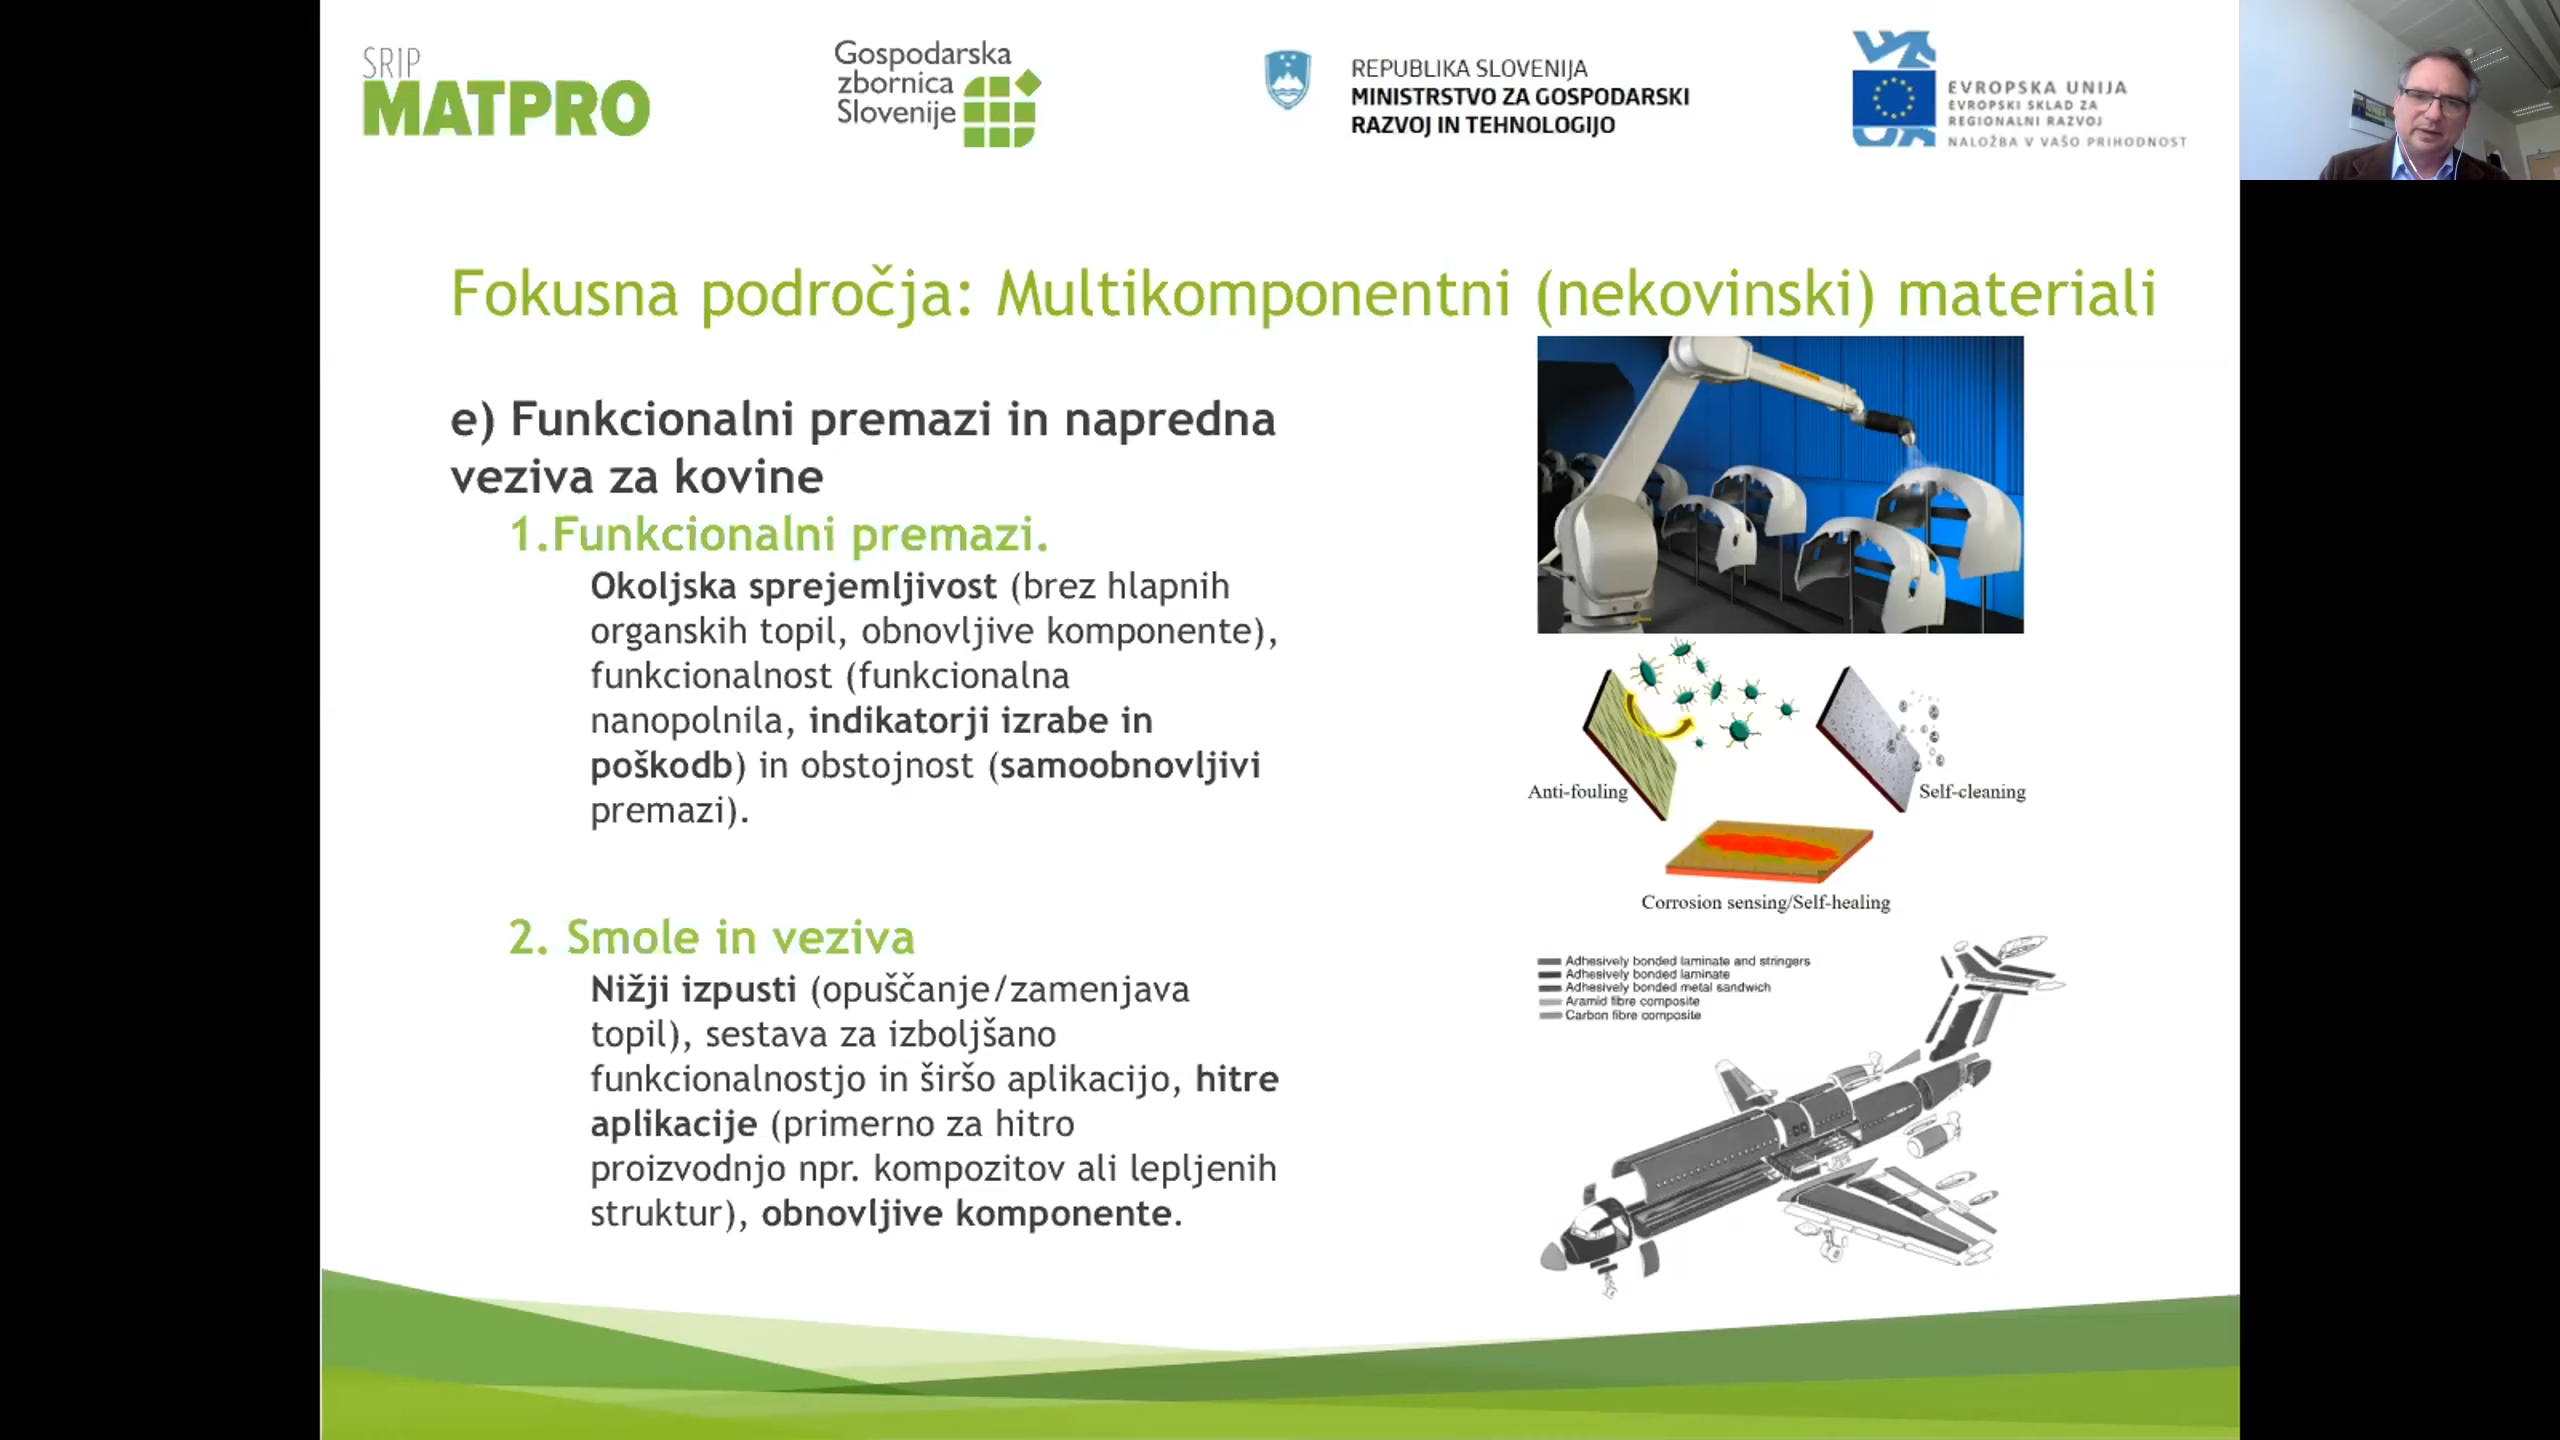 SRIP
MATPRO
Gospodarska
zbornica
Slovenije
REPUBLIKA SLOVENIJA
MINISTRSTVO ZA GOSPODARSKI
RAZVOJ IN TEHNOLOGIJO
EVROPSKA UNIJA
EVROPSKI SKLAD ZA
REGIONALNI RAZVOJ
NALOŽBA V VAŠO PRIHODNOST
Fokusna področja: Multikomponentni (nekovinski) materiali
e) Funkcionalni premazi in napredna
veziva za kovine
1.Funkcionalni premazi.
Okoljska sprejemljivost (brez hlapnih
organskih topil, obnovljive komponente),
funkcionalnost (funkcionalna
nanopolnila, indikatorji izrabe in
poškodb) in obstojnost (samoobnovljivi
premazi).
2. Smole in veziva
Nižji izpusti (opuščanje/zamenjava
topil), sestava za izboljšano
funkcionalnostjo in širšo aplikacijo, hitre
aplikacije (primerno za hitro
proizvodnjo npr. kompozitov ali lepljenih
struktur), obnovljive komponente.
Anti-fouling
Self-cleaning
Corrosion sensing/Self-healing
Adhesively bonded laminate and stringers
Adhesively bonded laminate
Adhesively bonded metal sandwich
Aramid fibre composite
Carbon fibre composite